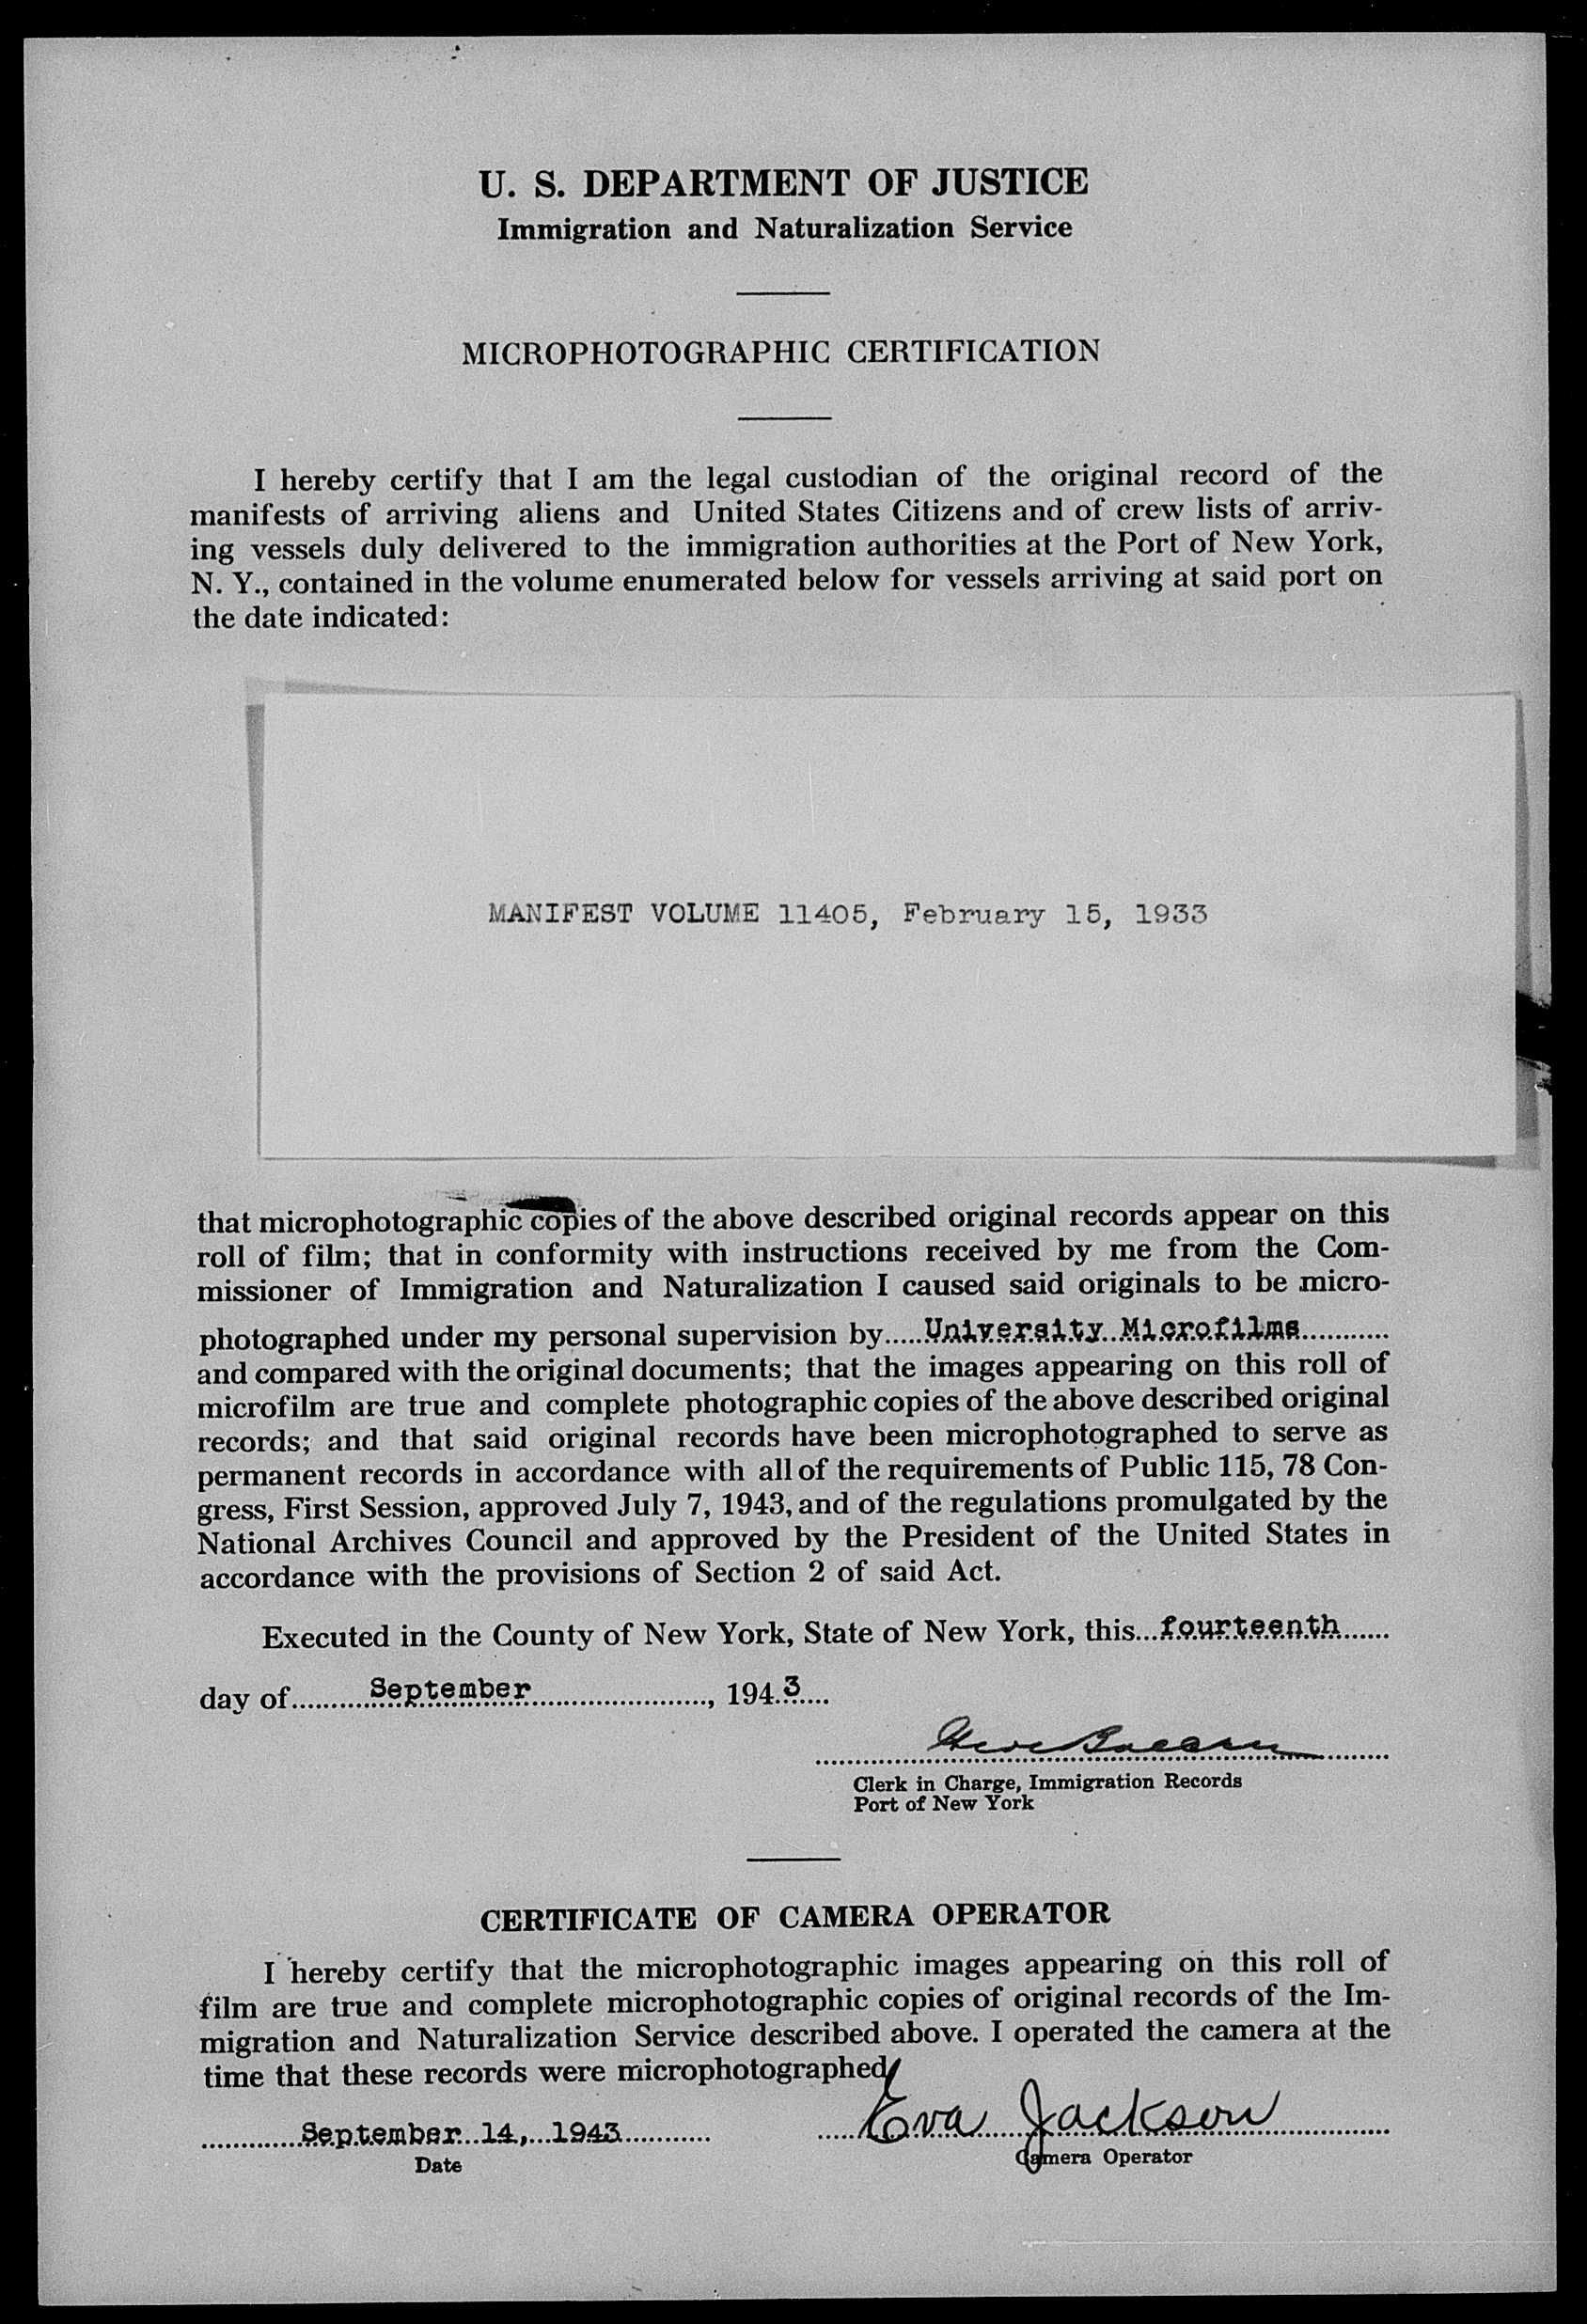 U. S. DEPARTMENT OF JUSTICE
Immigration and Naturalization Service
MICROPHOTOGRAPHIC CERTIFICATION
I hereby certify that I am the legal custodian of the original record of the
manifests of arriving aliens and United States Citizens and of crew lists of arriv-
ing vessels duly delivered to the immigration authorities at the Port of New York,
N. Y., contained in the volume enumerated below for vessels arriving at said port on
the date indicated:
MANIFEST VOLUME 11405, February 15, 1933
that microphotographic copies of the above described original records appear on this
roll of film; that in conformity with instructions received by me from the Com-
missioner of Immigration and Naturalization I caused said originals to be micro-
photographed under my personal supervision by University Microfilms
and compared with the original documents; that the images appearing on this roll of
microfilm are true and complete photographic copies of the above described original
records; and that said original records have been microphotographed to serve as
permanent records in accordance with all of the requirements of Public 115, 78 Con-
gress, First Session, approved July 7, 1943, and of the regulations promulgated by the
National Archives Council and approved by the President of the United States in
accordance with the provisions of Section 2 of said Act.
Executed in the County of New York, State of New York, this fourteenth
day of September, 1943
Clerk in Charge, Immigration Records
Port of New York
CERTIFICATE OF CAMERA OPERATOR
I hereby certify that the microphotographic images appearing on this roll of
film are true and complete microphotographic copies of original records of the Im-
migration and Naturalization Service described above. I operated the camera at the
time that these records were microphotographed
September 14, 1943 Eva Jackson
Date Camera Operator